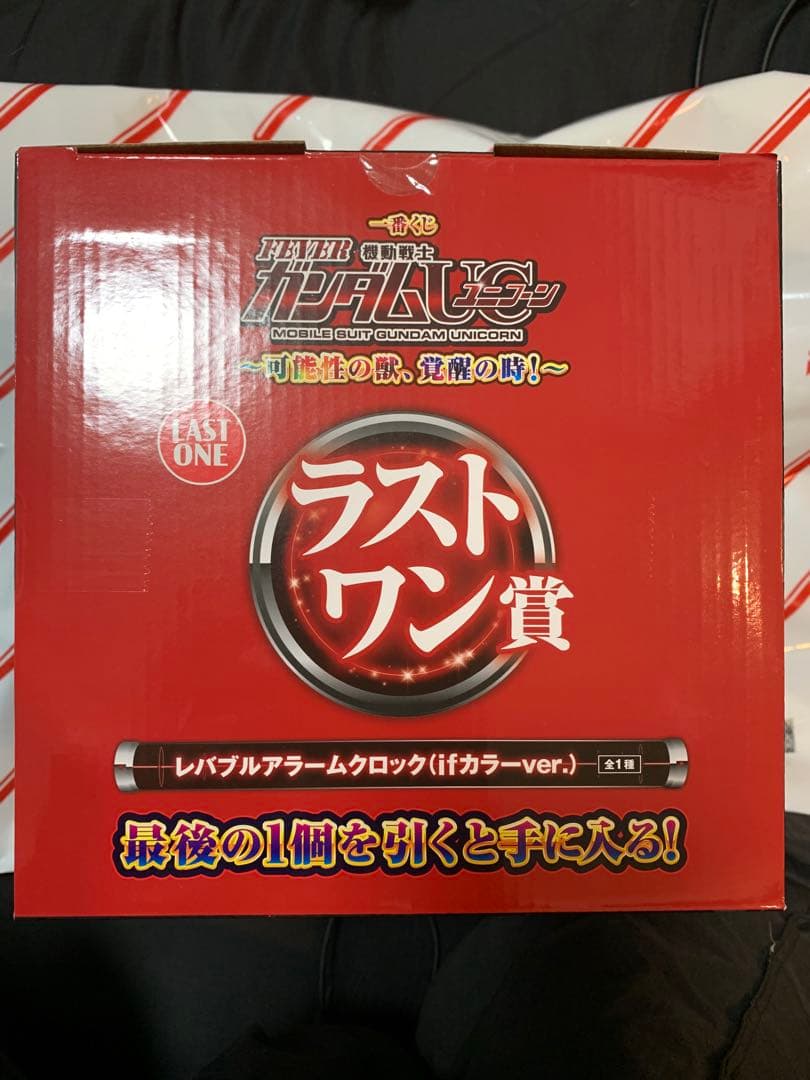 一番くじ
FEVER 機動戦士
ガンダムUC ユニコーン
MOBILE SUIT GUNDAM UNICORN
～可能性の獣、覚醒の時!～
LAST
ONE
ラスト
ワン賞
レバブルアラームクロック(ifカラーver.) 全1種
最後の1個を引くと手に入る!